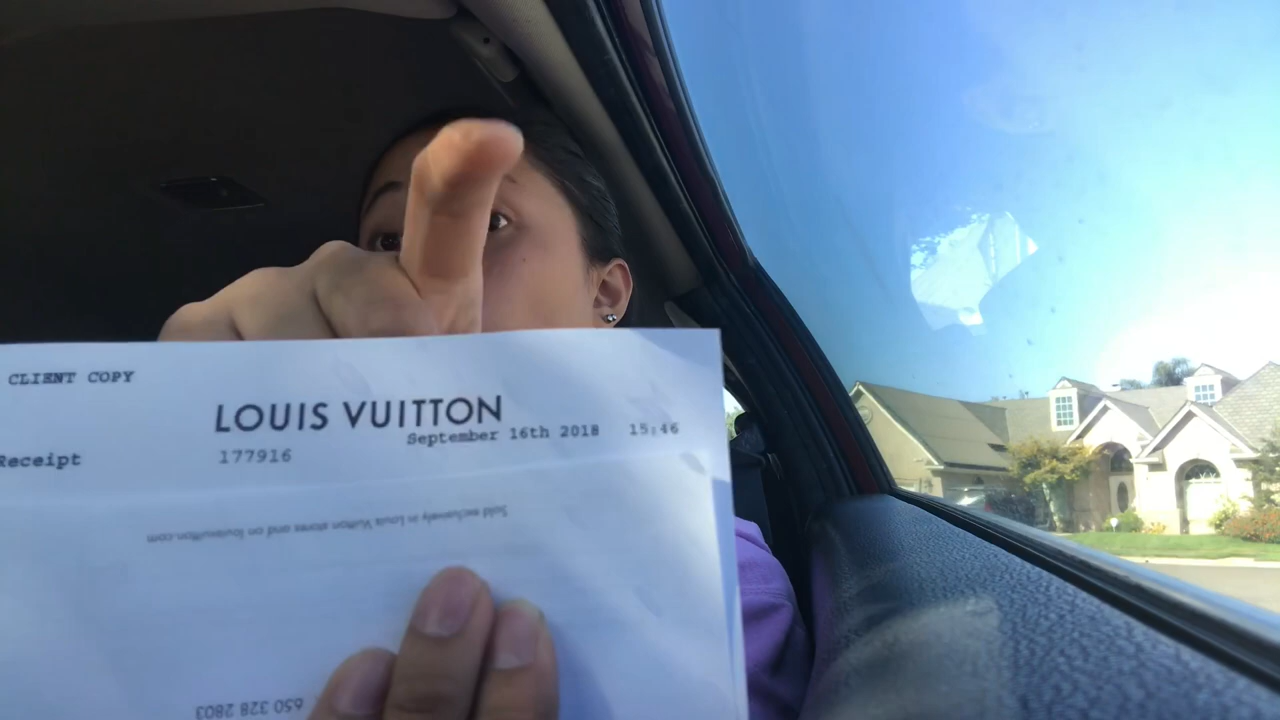 CLIENT COPY
LOUIS VUITTON
September 16th 2018 15:46
Receipt 177916
Sold exclusively in Louis Vuitton stores and on louisvuitton.com
650 328 2803